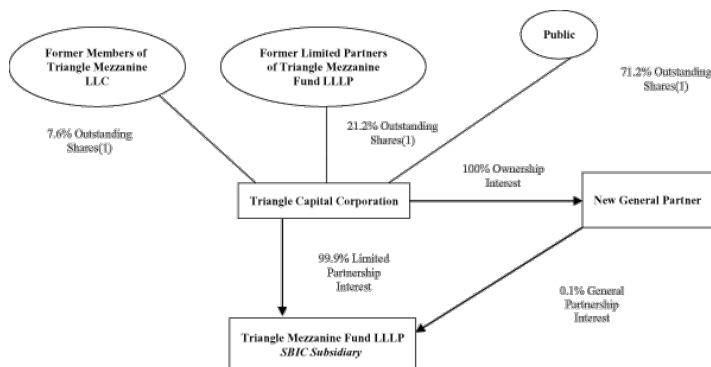 Former Members of
Triangle Mezzanine
LLC
Former Limited Partners
of Triangle Mezzanine
Fund LLLP
Public
7.6% Outstanding
Shares(1)
21.2% Outstanding
Shares(1)
71.2% Outstanding
Shares(1)
Triangle Capital Corporation
100% Ownership
Interest
New General Partner
99.9% Limited
Partnership
Interest
0.1% General
Partnership
Interest
Triangle Mezzanine Fund LLLP
SBIC Subsidiary